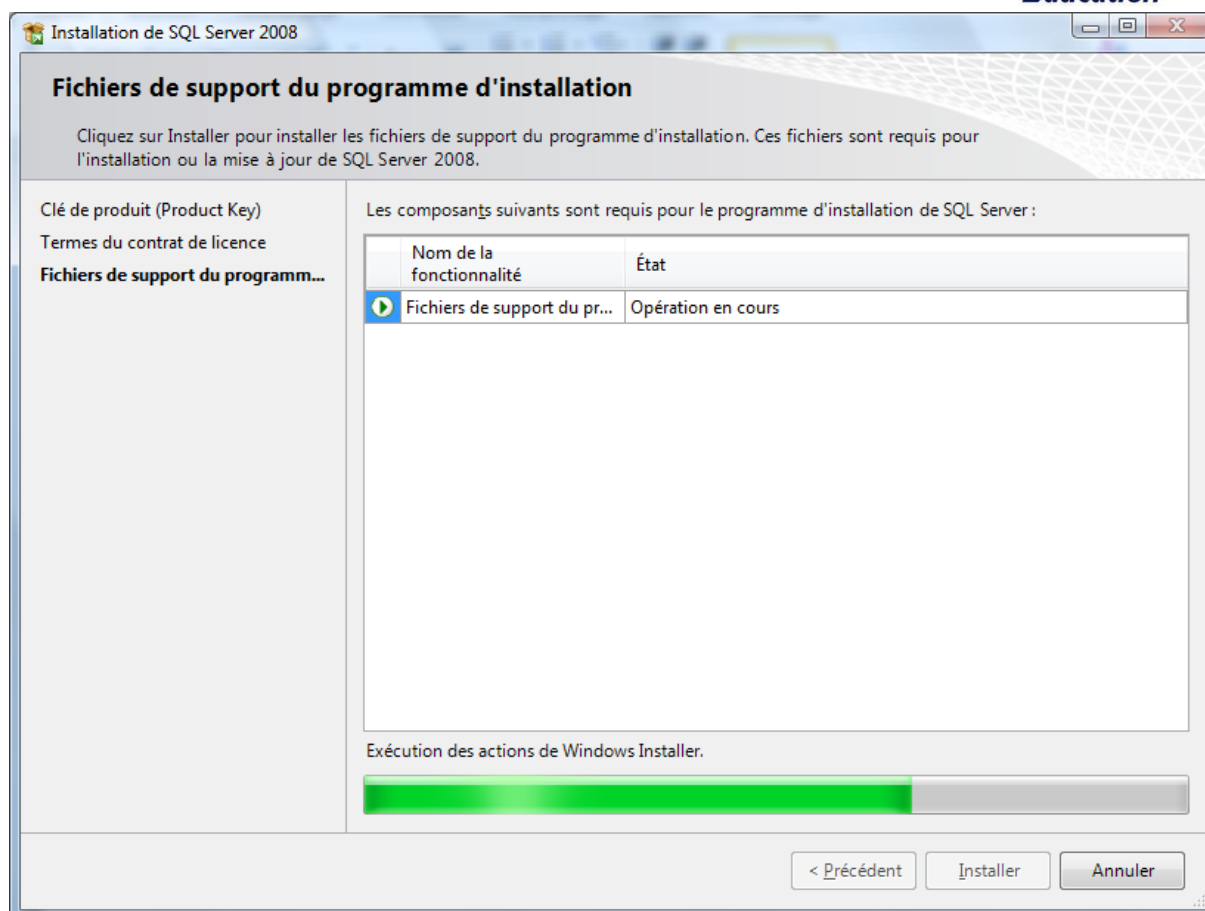 Installation de SQL Server 2008
Fichiers de support du programme d'installation
Cliquez sur Installer pour installer les fichiers de support du programme d'installation. Ces fichiers sont requis pour
l'installation ou la mise à jour de SQL Server 2008.
Clé de produit (Product Key)
Termes du contrat de licence
Fichiers de support du programm...
Les composants suivants sont requis pour le programme d'installation de SQL Server :
Nom de la
fonctionnalité
État
Fichiers de support du pr...
Opération en cours
Exécution des actions de Windows Installer.
< Précédent
Installer
Annuler